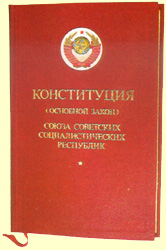 КОНСТИТУЦИЯ
(ОСНОВНОЙ ЗАКОН)
СОЮЗА СОВЕТСКИХ
СОЦИАЛИСТИЧЕСКИХ
РЕСПУБЛИК